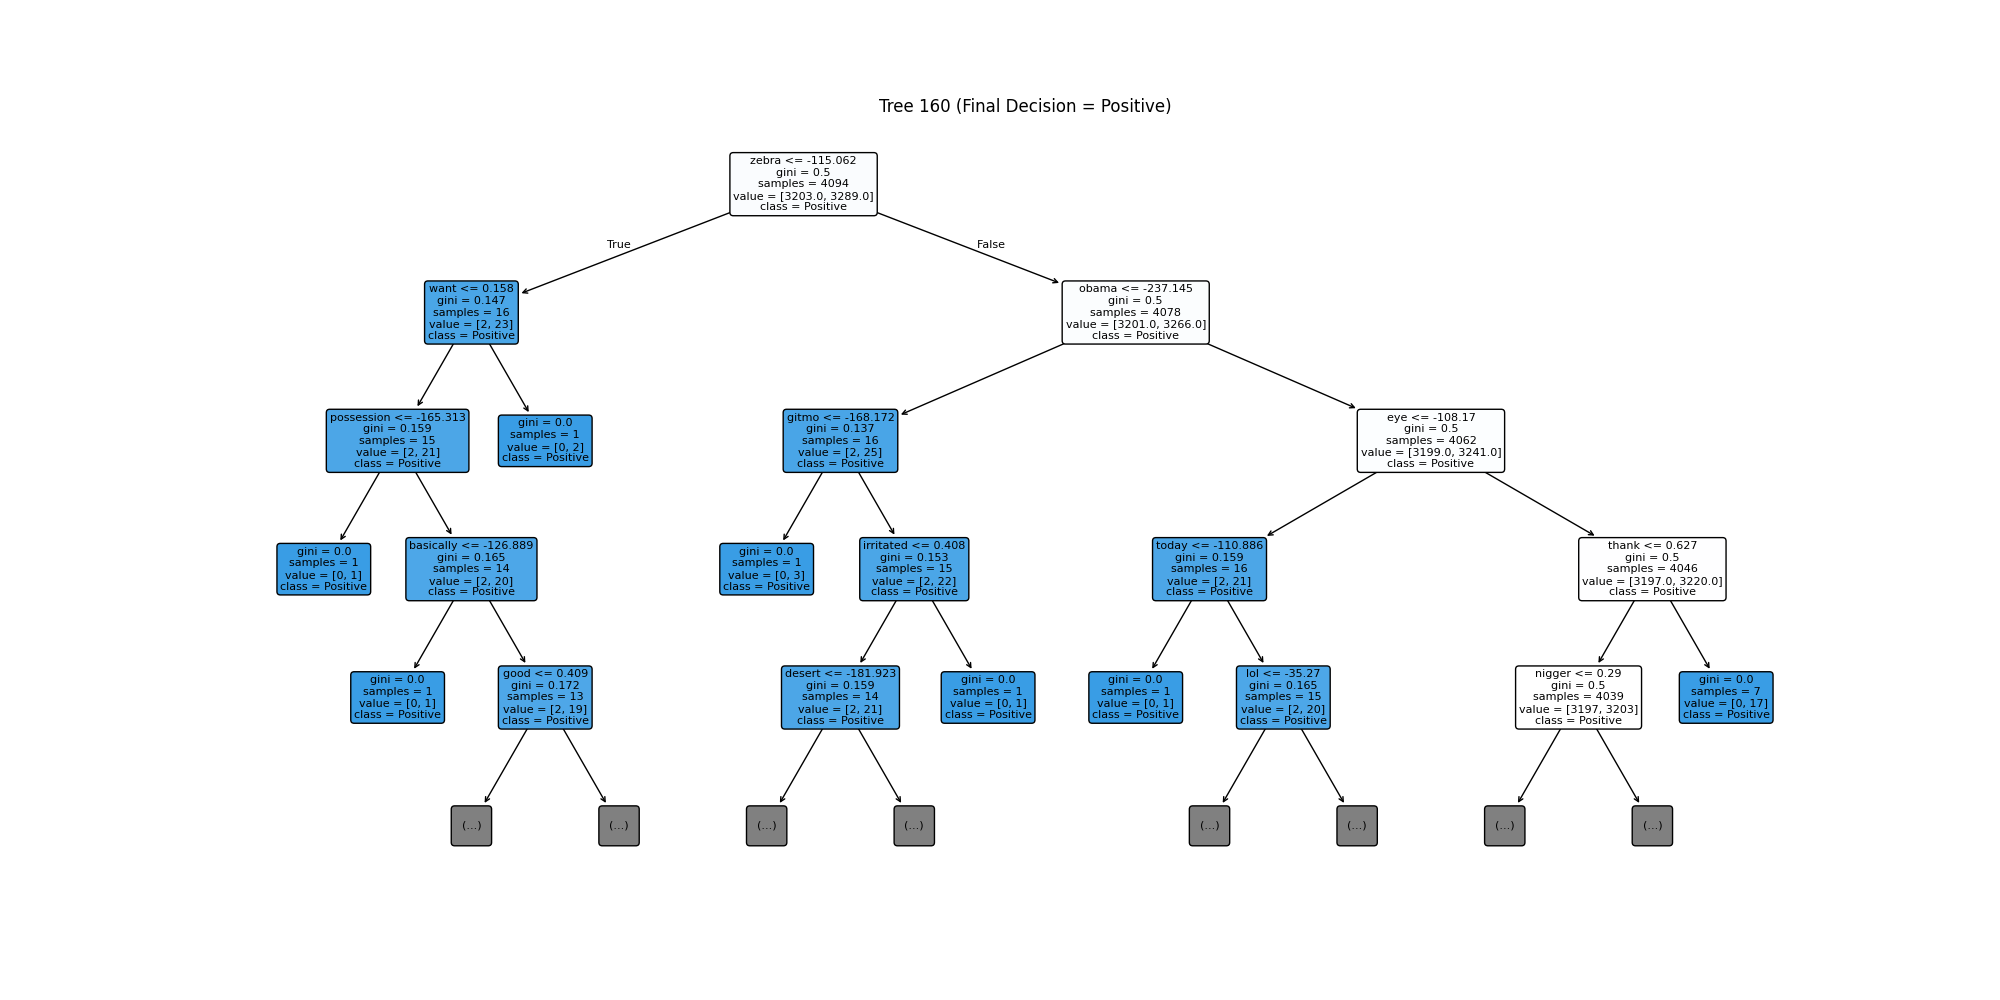 Tree 160 (Final Decision = Positive)
zebra <= -115.062
gini = 0.5
samples = 4094
value = [3203.0, 3289.0]
class = Positive
True
False
want <= 0.158
gini = 0.147
samples = 16
value = [2, 23]
class = Positive
obama <= -237.145
gini = 0.5
samples = 4078
value = [3201.0, 3266.0]
class = Positive
possession <= -165.313
gini = 0.159
samples = 15
value = [2, 21]
class = Positive
gini = 0.0
samples = 1
value = [0, 2]
class = Positive
gitmo <= -168.172
gini = 0.137
samples = 16
value = [2, 25]
class = Positive
eye <= -108.17
gini = 0.5
samples = 4062
value = [3199.0, 3241.0]
class = Positive
gini = 0.0
samples = 1
value = [0, 1]
class = Positive
basically <= -126.889
gini = 0.165
samples = 14
value = [2, 20]
class = Positive
gini = 0.0
samples = 1
value = [0, 3]
class = Positive
irritated <= 0.408
gini = 0.153
samples = 15
value = [2, 22]
class = Positive
today <= -110.886
gini = 0.159
samples = 16
value = [2, 21]
class = Positive
thank <= 0.627
gini = 0.5
samples = 4046
value = [3197.0, 3220.0]
class = Positive
gini = 0.0
samples = 1
value = [0, 1]
class = Positive
good <= 0.409
gini = 0.172
samples = 13
value = [2, 19]
class = Positive
desert <= -181.923
gini = 0.159
samples = 14
value = [2, 21]
class = Positive
gini = 0.0
samples = 1
value = [0, 1]
class = Positive
gini = 0.0
samples = 1
value = [0, 1]
class = Positive
lol <= -35.27
gini = 0.165
samples = 15
value = [2, 20]
class = Positive
nigger <= 0.29
gini = 0.5
samples = 4039
value = [3197, 3203]
class = Positive
gini = 0.0
samples = 7
value = [0, 17]
class = Positive
(...)
(...)
(...)
(...)
(...)
(...)
(...)
(...)